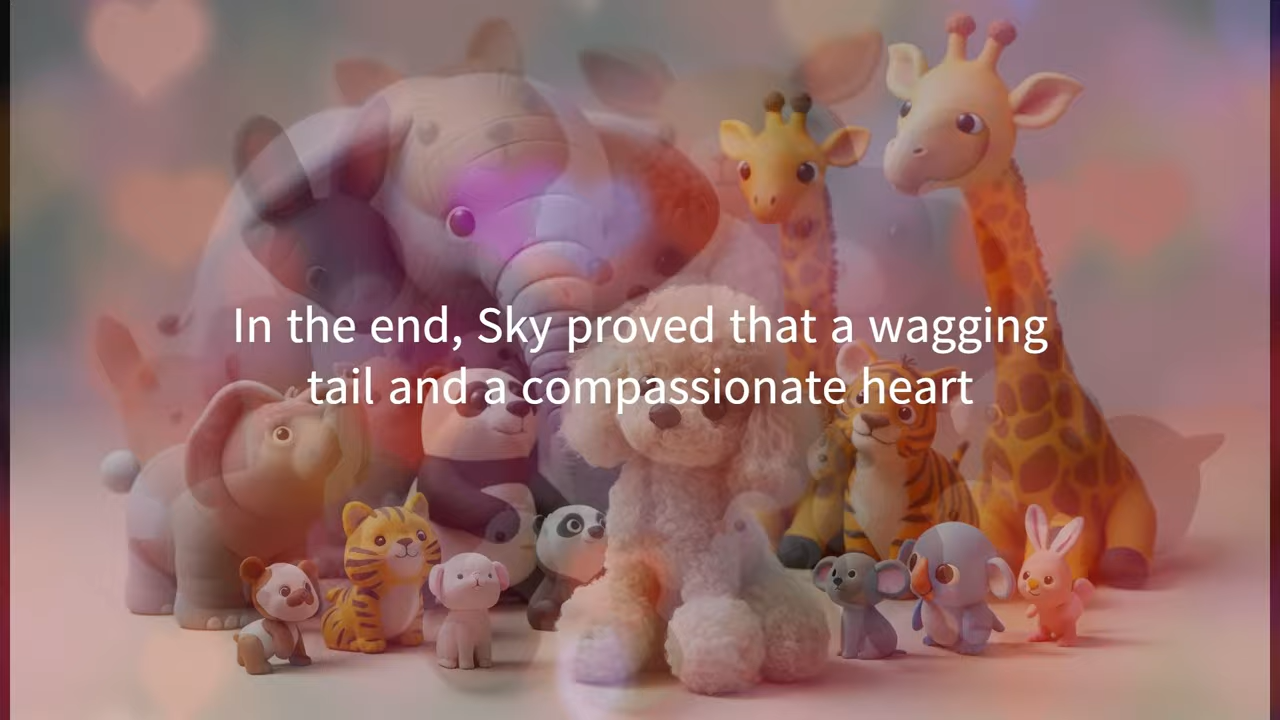 In the end, Sky proved that a wagging
tail and a compassionate heart